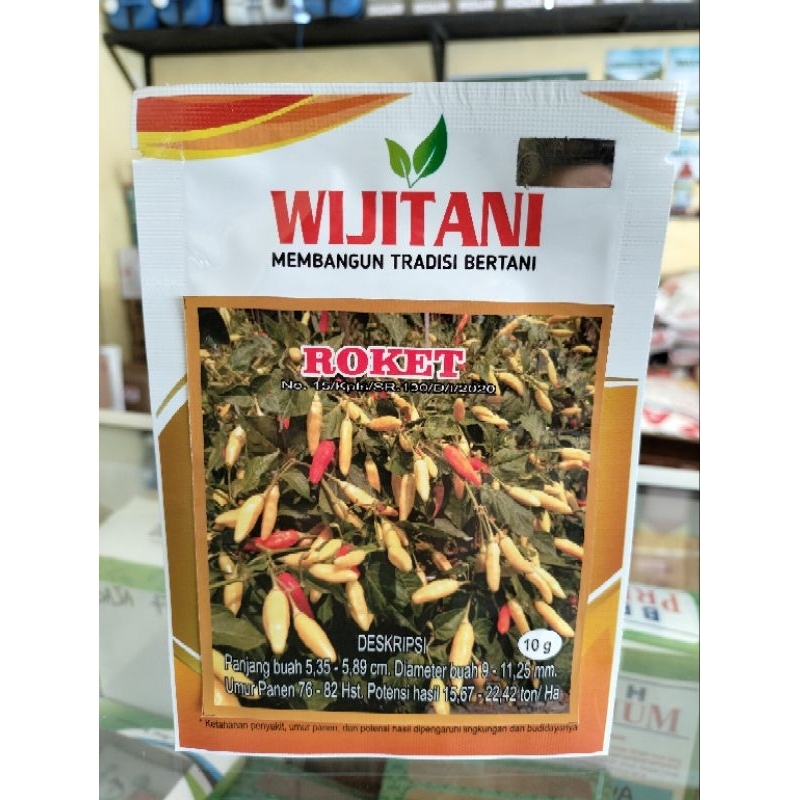 WIJITANI
MEMBANGUN TRADISI BERTANI
ROKET
No. 15/Kpts/SR-130/D/I/2020
DESKRIPSI
10 g
Panjang buah 5,35 - 5,89 cm. Diameter buah 9 - 11,25 mm.
Umur Panen 76 - 82 Hst. Potensi hasil 15,67 - 22,42 ton/ Ha
* Ketahanan penyakit, umur panen, dan potensi hasil dipengaruhi lingkungan dan budidayanya